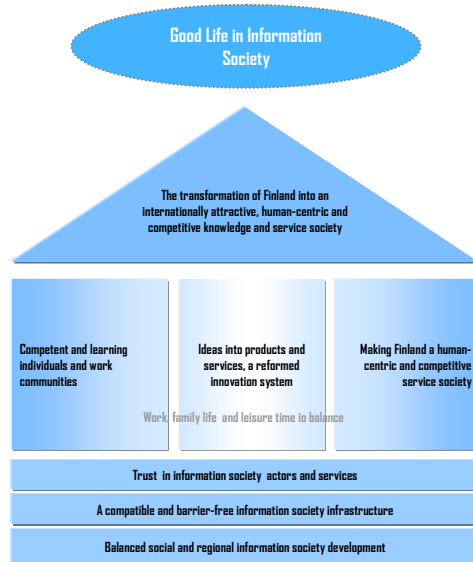 Good Life in Information
Society
The transformation of Finland into an
internationally attractive, human-centric and
competitive knowledge and service society
Competent and learning
individuals and work
communities
Ideas into products and
services, a reformed
innovation system
Making Finland a human-
centric and competitive
service society
Work, family life and leisure time io balance
Trust in information society actors and services
A compatible and barrier-free information society infrastructure
Balanced social and regional information society development